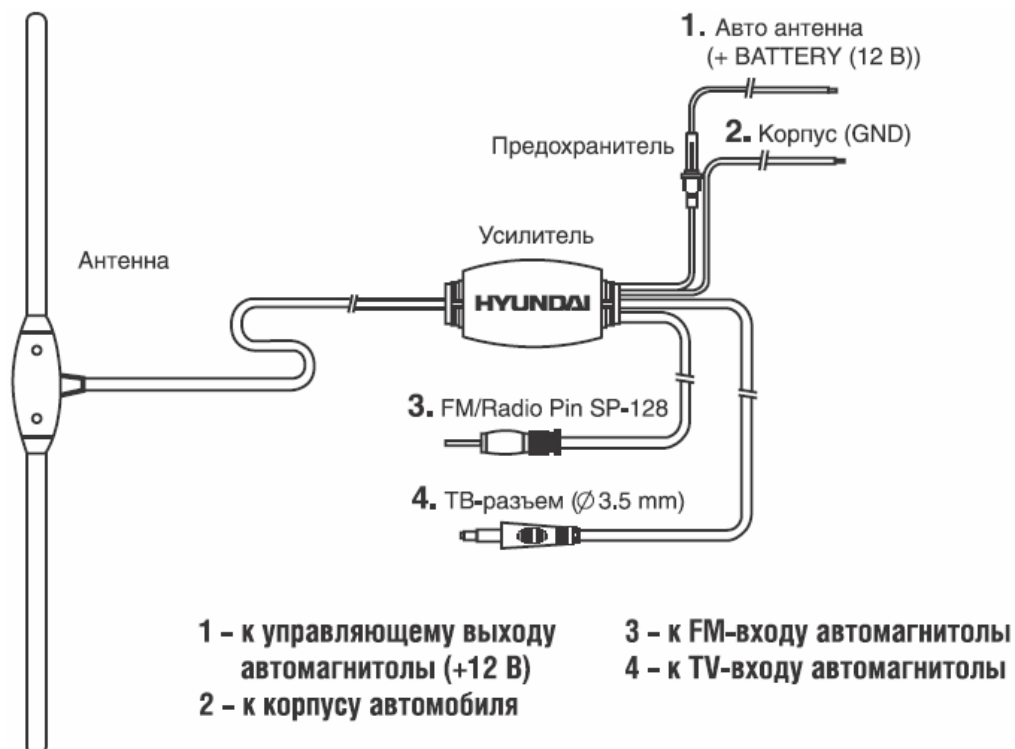 1. Авто антенна
(+ BATTERY (12 В))
2. Корпус (GND)
Предохранитель
Усилитель
Антенна
HYUNDAI
3. FM/Radio Pin SP-128
4. ТВ-разъем (∅ 3.5 mm)
1 – к управляющему выходу
автомагнитолы (+12 В)
2 – к корпусу автомобиля
3 – к FM-входу автомагнитолы
4 – к TV-входу автомагнитолы